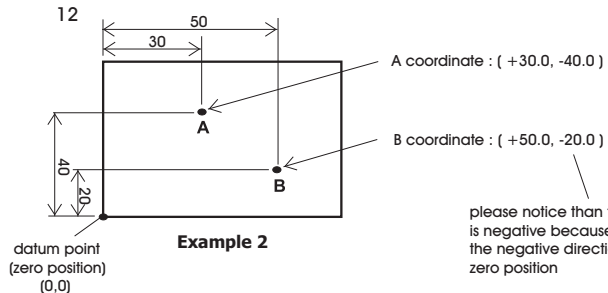 12
50
30
A coordinate : ( +30.0, -40.0 )
A
B coordinate : ( +50.0, -20.0 )
40
20
B
please notice than
is negative because
the negative direct
zero position
Example 2
datum point
(zero position)
(0,0)